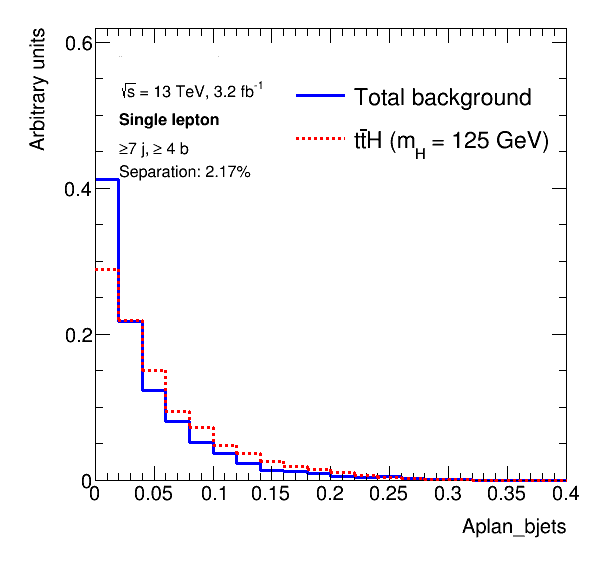 Arbitrary units
0.6
0.4
0.2
0
√s = 13 TeV, 3.2 fb⁻¹
Single lepton
≥7 j, ≥ 4 b
Separation: 2.17%
Total background
tt̄H (m_H = 125 GeV)
0 0.05 0.1 0.15 0.2 0.25 0.3 0.35 0.4
Aplan_bjets